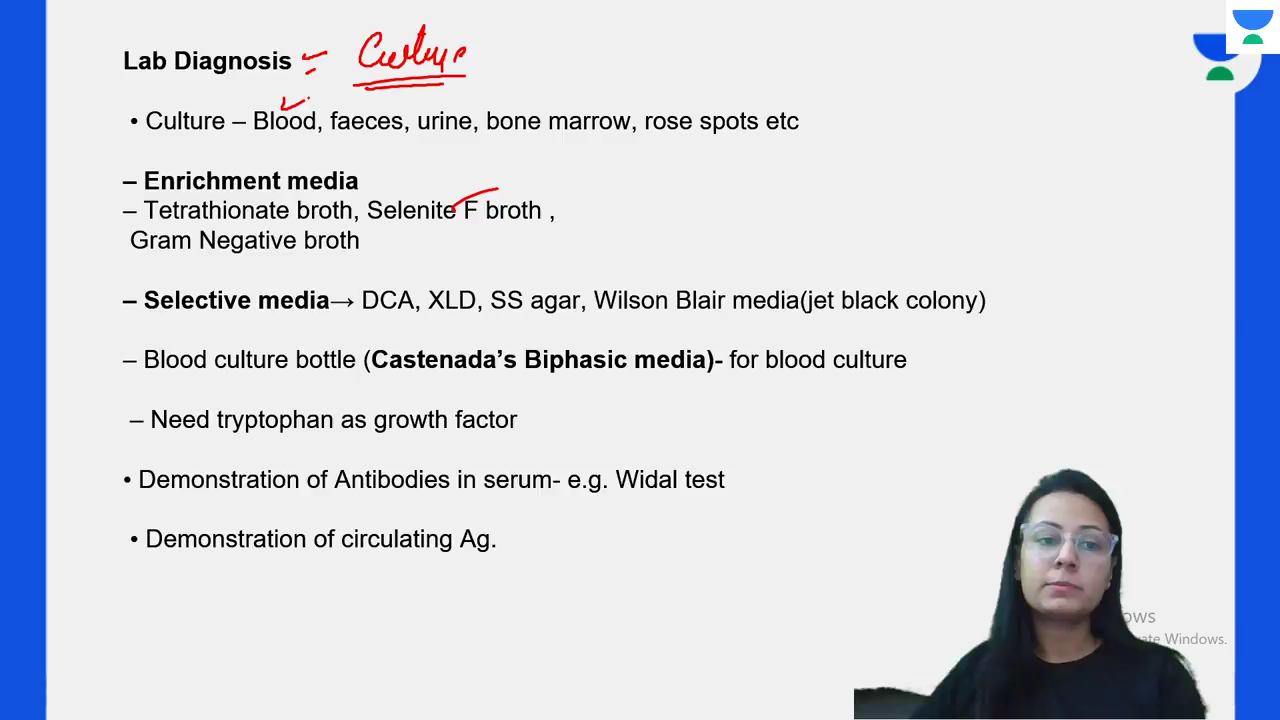 Lab Diagnosis = Culture
• Culture – Blood, faeces, urine, bone marrow, rose spots etc
– Enrichment media
– Tetrathionate broth, Selenite F broth ,
Gram Negative broth
– Selective media→ DCA, XLD, SS agar, Wilson Blair media(jet black colony)
– Blood culture bottle (Castenada’s Biphasic media)- for blood culture
– Need tryptophan as growth factor
• Demonstration of Antibodies in serum- e.g. Widal test
• Demonstration of circulating Ag.
Windows.